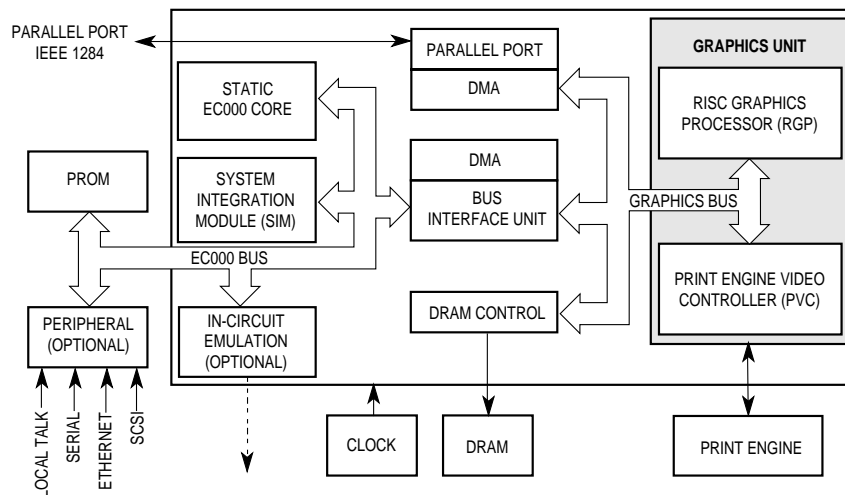 PARALLEL PORT
IEEE 1284
PARALLEL PORT
DMA
GRAPHICS UNIT
STATIC
EC000 CORE
RISC GRAPHICS
PROCESSOR (RGP)
PROM
SYSTEM
INTEGRATION
MODULE (SIM)
DMA
BUS
INTERFACE UNIT
GRAPHICS BUS
EC000 BUS
PERIPHERAL
(OPTIONAL)
IN-CIRCUIT
EMULATION
(OPTIONAL)
DRAM CONTROL
PRINT ENGINE VIDEO
CONTROLLER (PVC)
LOCAL TALK
SERIAL
ETHERNET
SCSI
CLOCK
DRAM
PRINT ENGINE